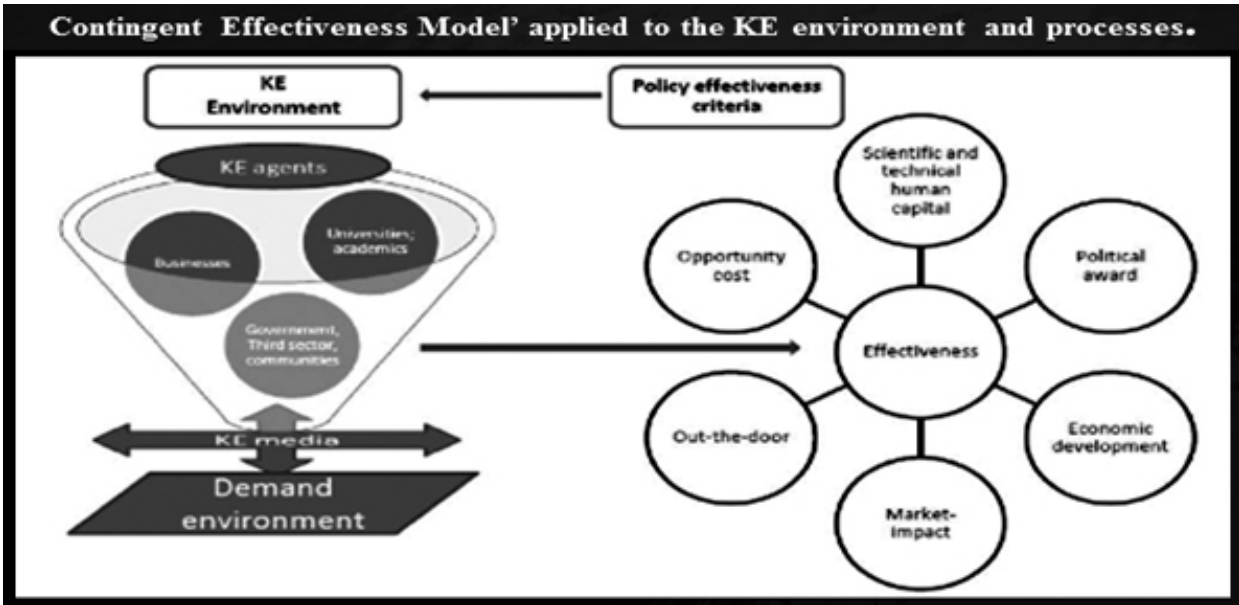 Contingent Effectiveness Model’ applied to the KE environment and processes.
KE
Environment
Policy effectiveness
criteria
KE agents
Businesses
Universities;
academics
Government,
Third sector,
communities
KE media
Demand
environment
Scientific and
technical
human
capital
Opportunity
cost
Political
award
Effectiveness
Out-the-door
Economic
development
Market-
impact